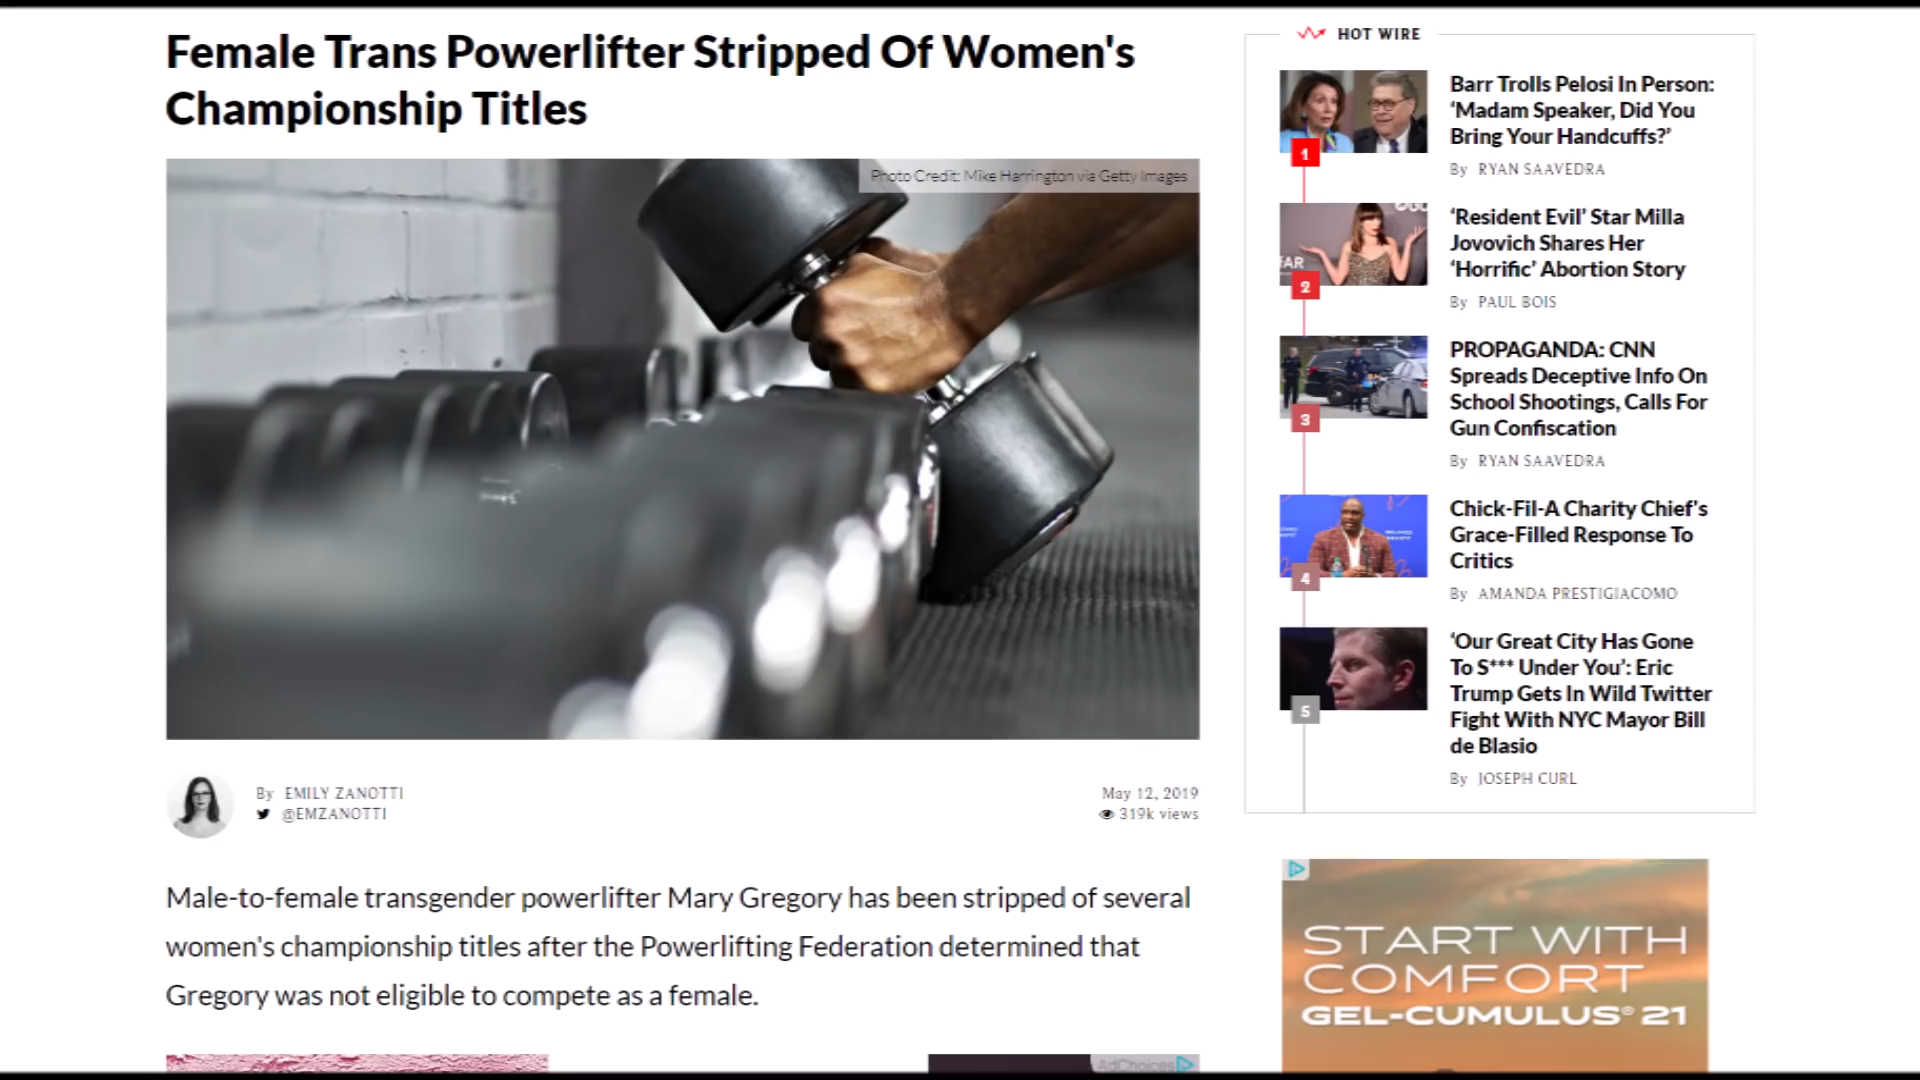 Female Trans Powerlifter Stripped Of Women's
Championship Titles
Photo Credit: Mike Harrington via Getty Images
By EMILY ZANOTTI
@EMZANOTTI
May 12, 2019
319k views
Male-to-female transgender powerlifter Mary Gregory has been stripped of several
women's championship titles after the Powerlifting Federation determined that
Gregory was not eligible to compete as a female.
AdChoices
HOT WIRE
1
Barr Trolls Pelosi In Person:
‘Madam Speaker, Did You
Bring Your Handcuffs?’
By RYAN SAAVEDRA
2
‘Resident Evil’ Star Milla
Jovovich Shares Her
‘Horrific’ Abortion Story
By PAUL BOIS
3
PROPAGANDA: CNN
Spreads Deceptive Info On
School Shootings, Calls For
Gun Confiscation
By RYAN SAAVEDRA
4
Chick-Fil-A Charity Chief's
Grace-Filled Response To
Critics
By AMANDA PRESTIGIACOMO
5
‘Our Great City Has Gone
To S*** Under You’: Eric
Trump Gets In Wild Twitter
Fight With NYC Mayor Bill
de Blasio
By JOSEPH CURL
START WITH
COMFORT
GEL-CUMULUS® 21